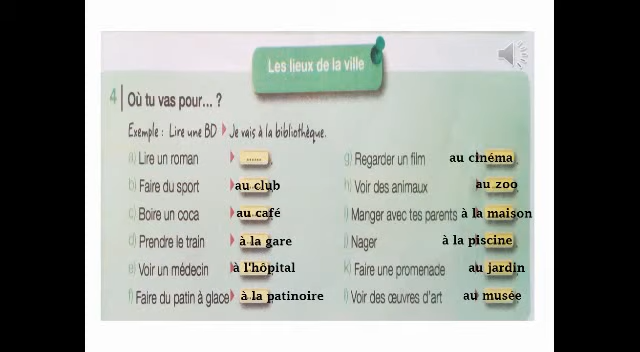 Les lieux de la ville
4 Où tu vas pour... ?
Exemple : Lire une BD ▶ Je vais à la bibliothèque.
a) Lire un roman ▶ ......
b) Faire du sport ▶ au club
c) Boire un coca ▶ au café
d) Prendre le train ▶ à la gare
e) Voir un médecin ▶ à l'hôpital
f) Faire du patin à glace ▶ à la patinoire
g) Regarder un film au cinéma
h) Voir des animaux au zoo
i) Manger avec tes parents à la maison
j) Nager à la piscine
k) Faire une promenade au jardin
l) Voir des œuvres d'art au musée